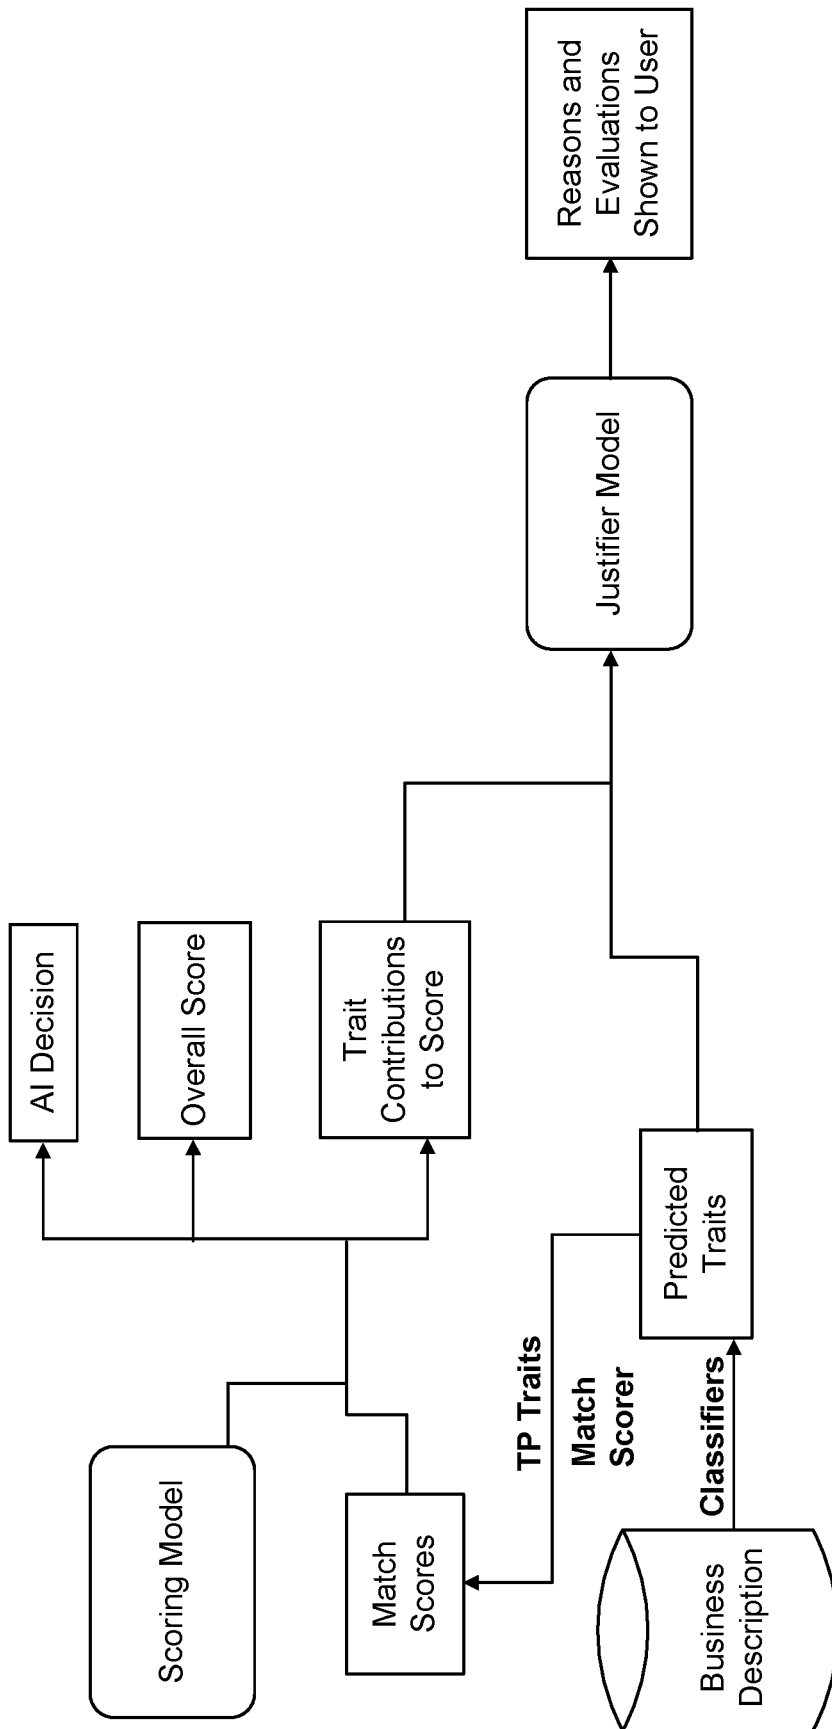 Scoring Model
Match
Scores
Business
Description
Classifiers
TP Traits
Match
Scorer
Predicted
Traits
AI Decision
Overall Score
Trait
Contributions
to Score
Justifier Model
Reasons and
Evaluations
Shown to User